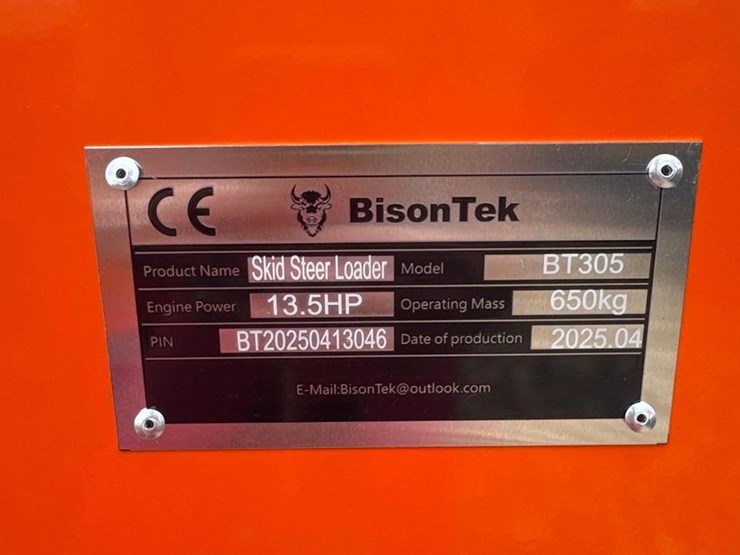 CE BisonTek
Product Name Skid Steer Loader Model BT305
Engine Power 13.5HP Operating Mass 650kg
PIN BT20250413046 Date of production 2025.04
E-Mail:BisonTek@outlook.com